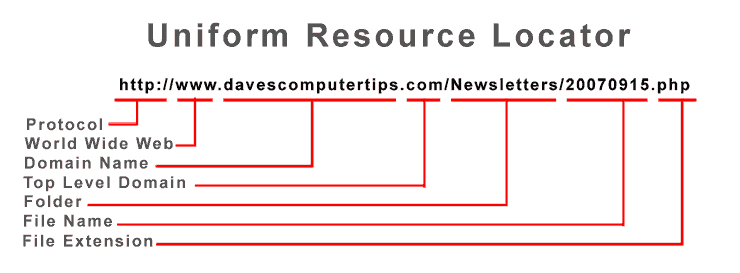 Uniform Resource Locator
http://www.davescomputertips.com/Newsletters/20070915.php
Protocol
World Wide Web
Domain Name
Top Level Domain
Folder
File Name
File Extension